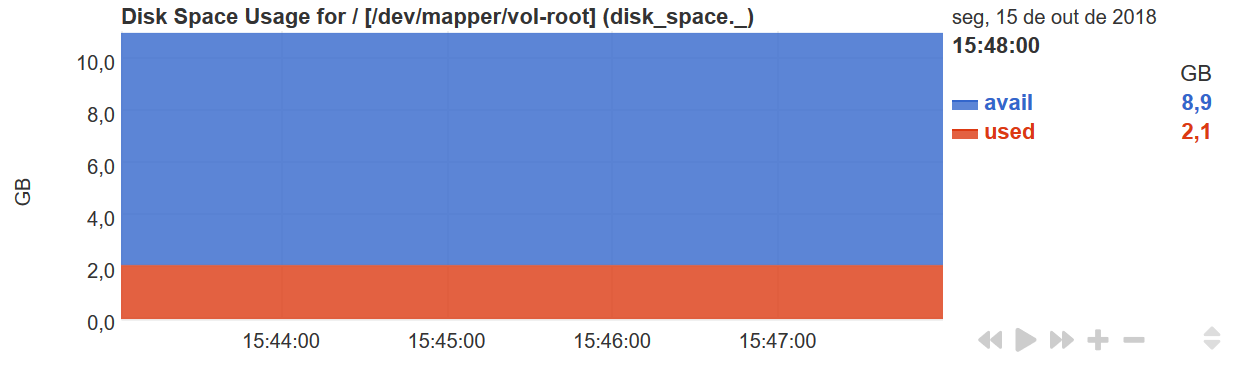 Disk Space Usage for / [/dev/mapper/vol-root] (disk_space._)
seg, 15 de out de 2018
15:48:00
GB
avail 8,9
used 2,1
GB
10,0
8,0
6,0
4,0
2,0
0,0
15:44:00 15:45:00 15:46:00 15:47:00